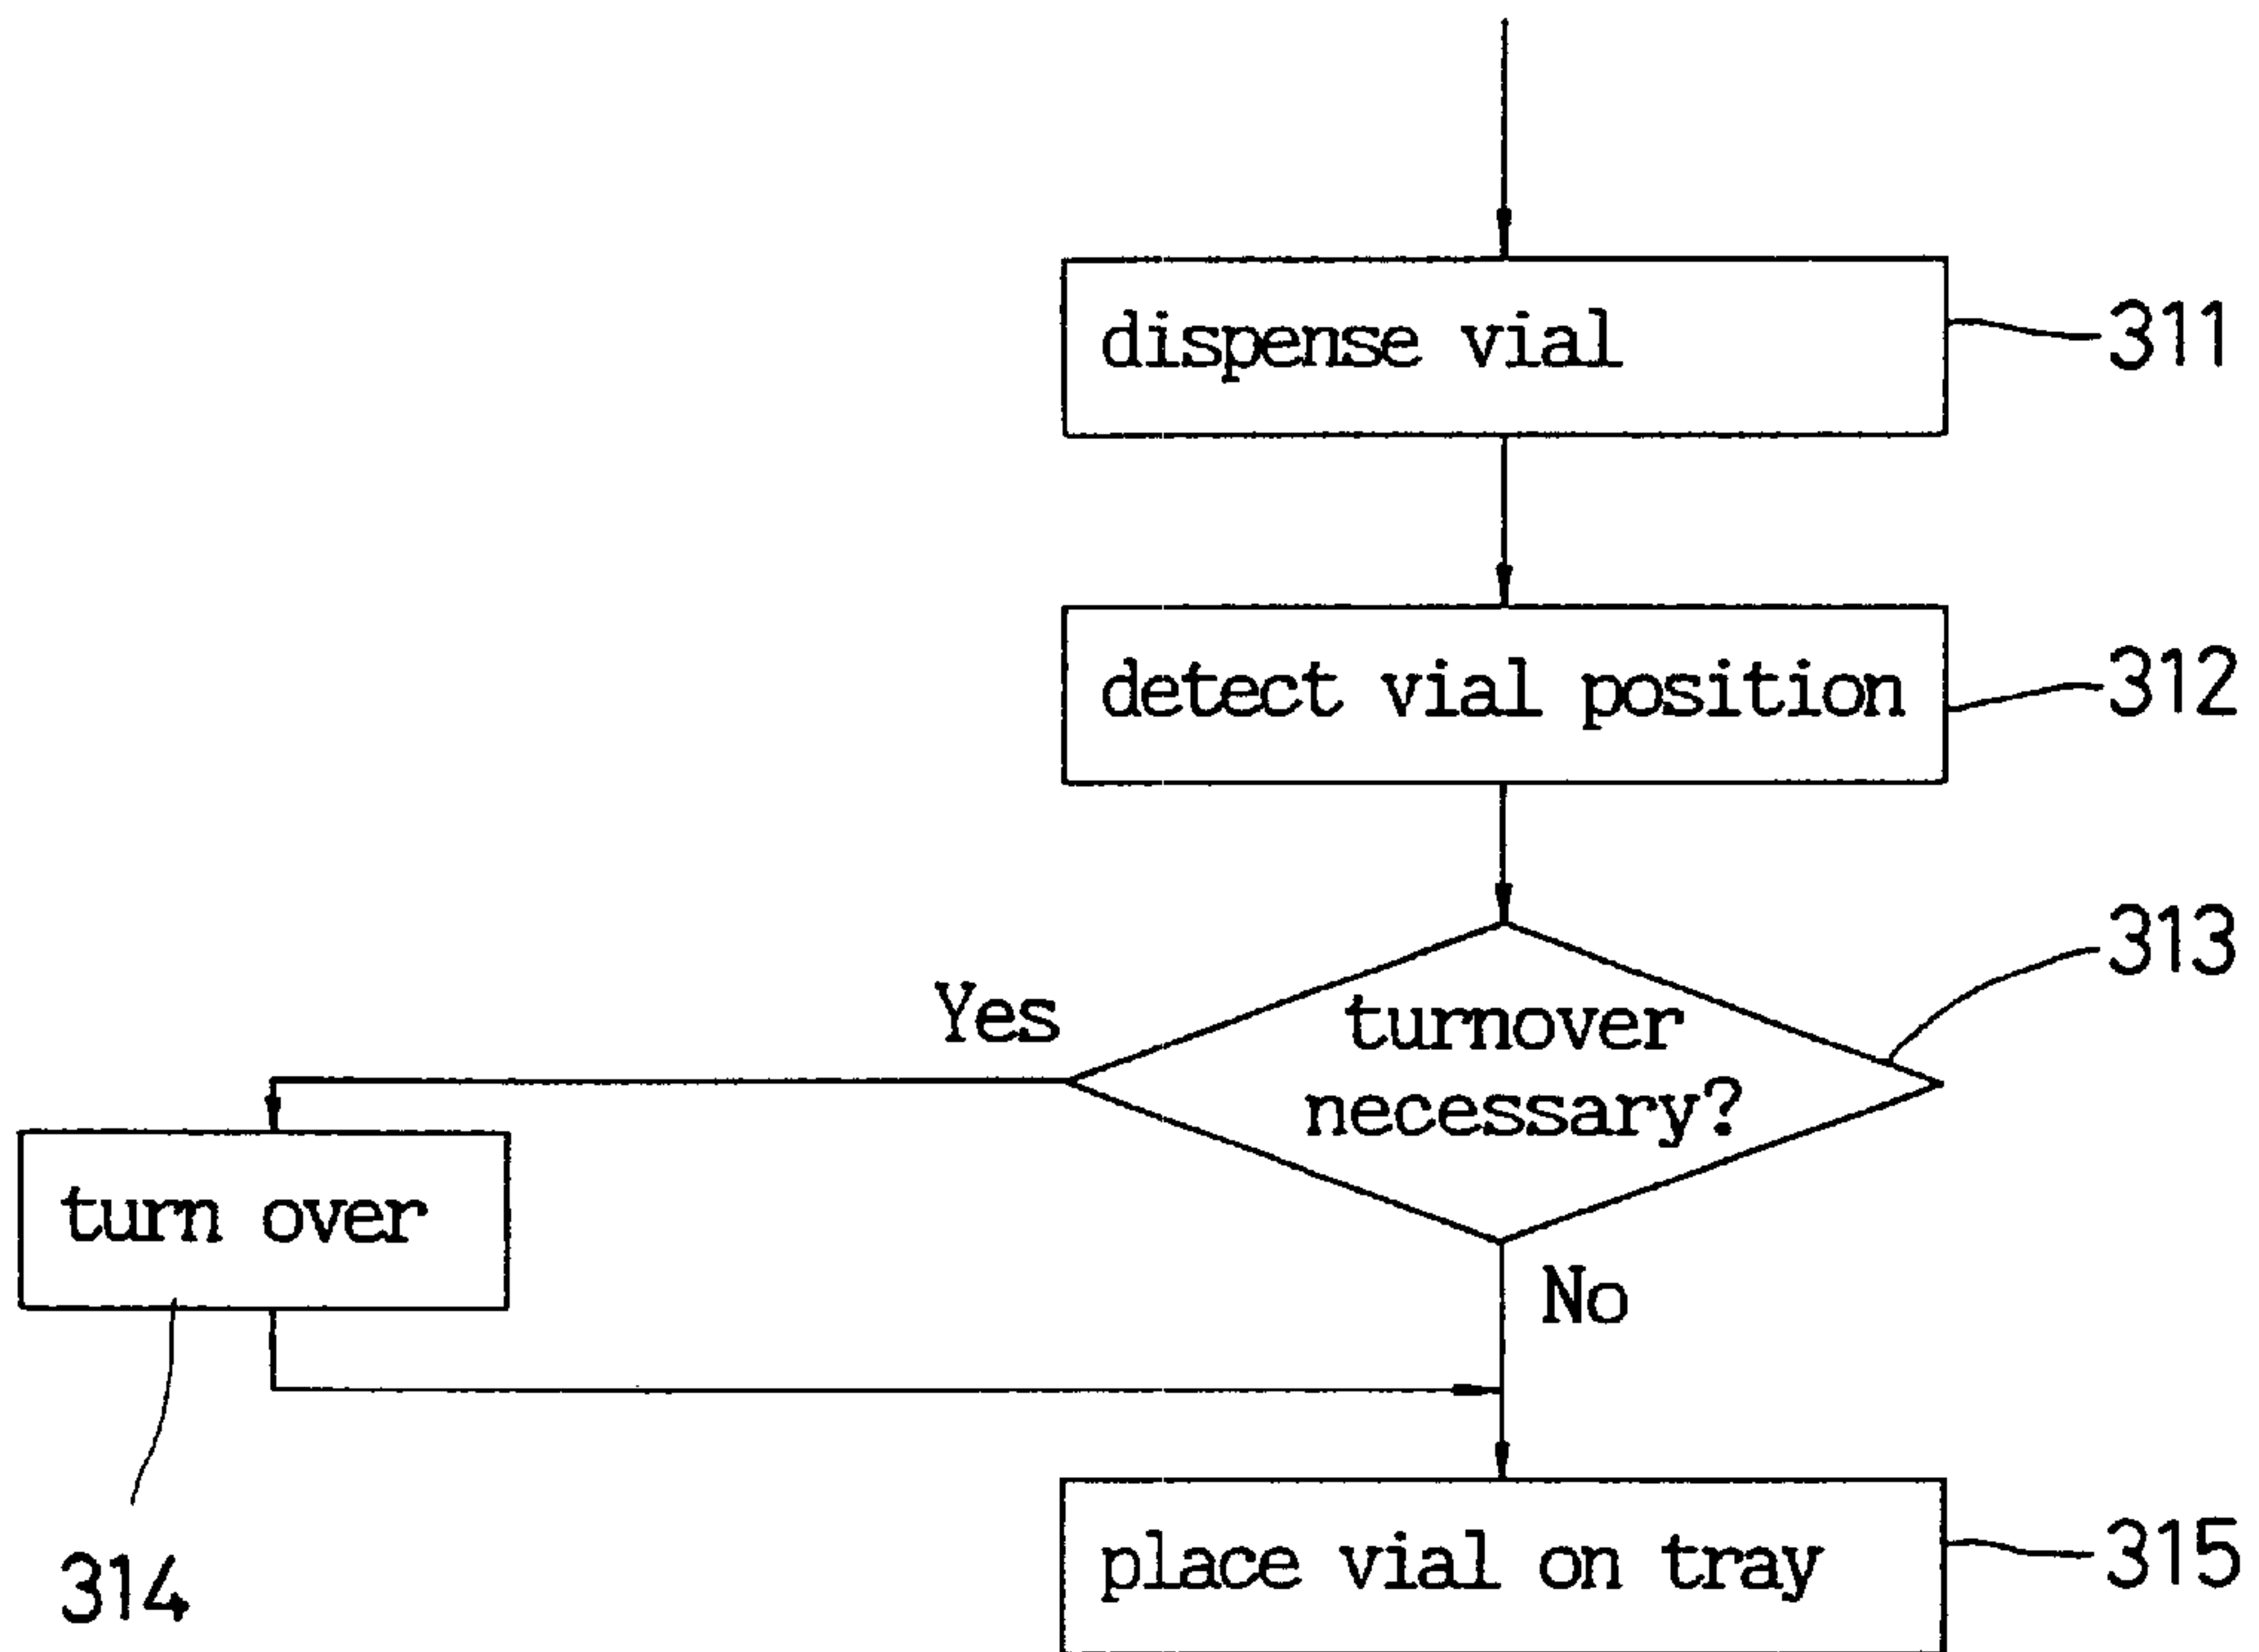 dispense vial
311
detect vial position
312
313
Yes
turnover
necessary?
turn over
No
314
place vial on tray
315